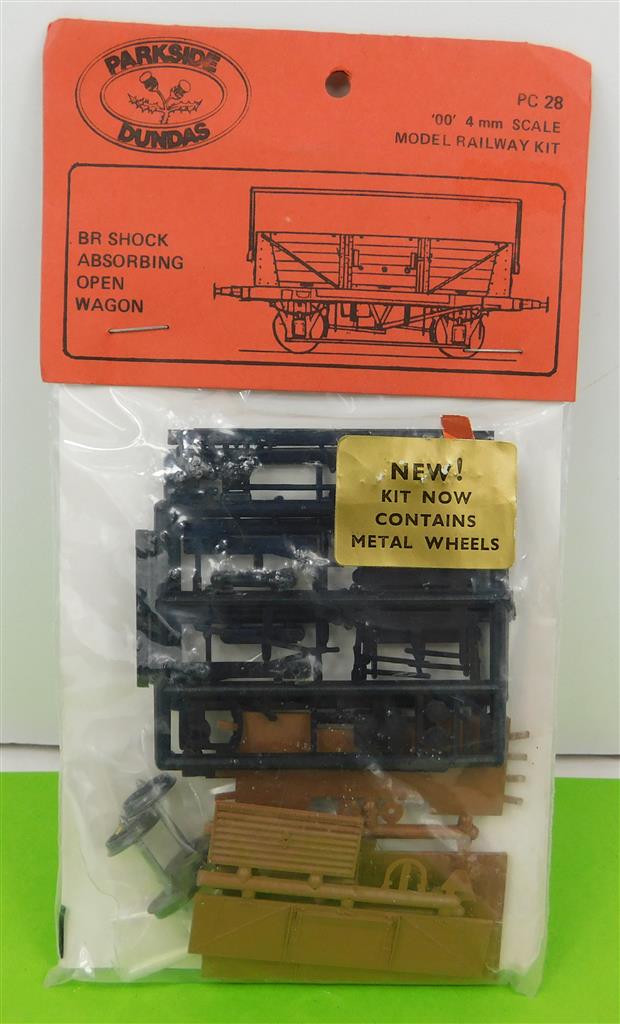 PARKSIDE
DUNDAS
PC 28
'00' 4 mm SCALE
MODEL RAILWAY KIT
BR SHOCK
ABSORBING
OPEN
WAGON
NEW!
KIT NOW
CONTAINS
METAL WHEELS